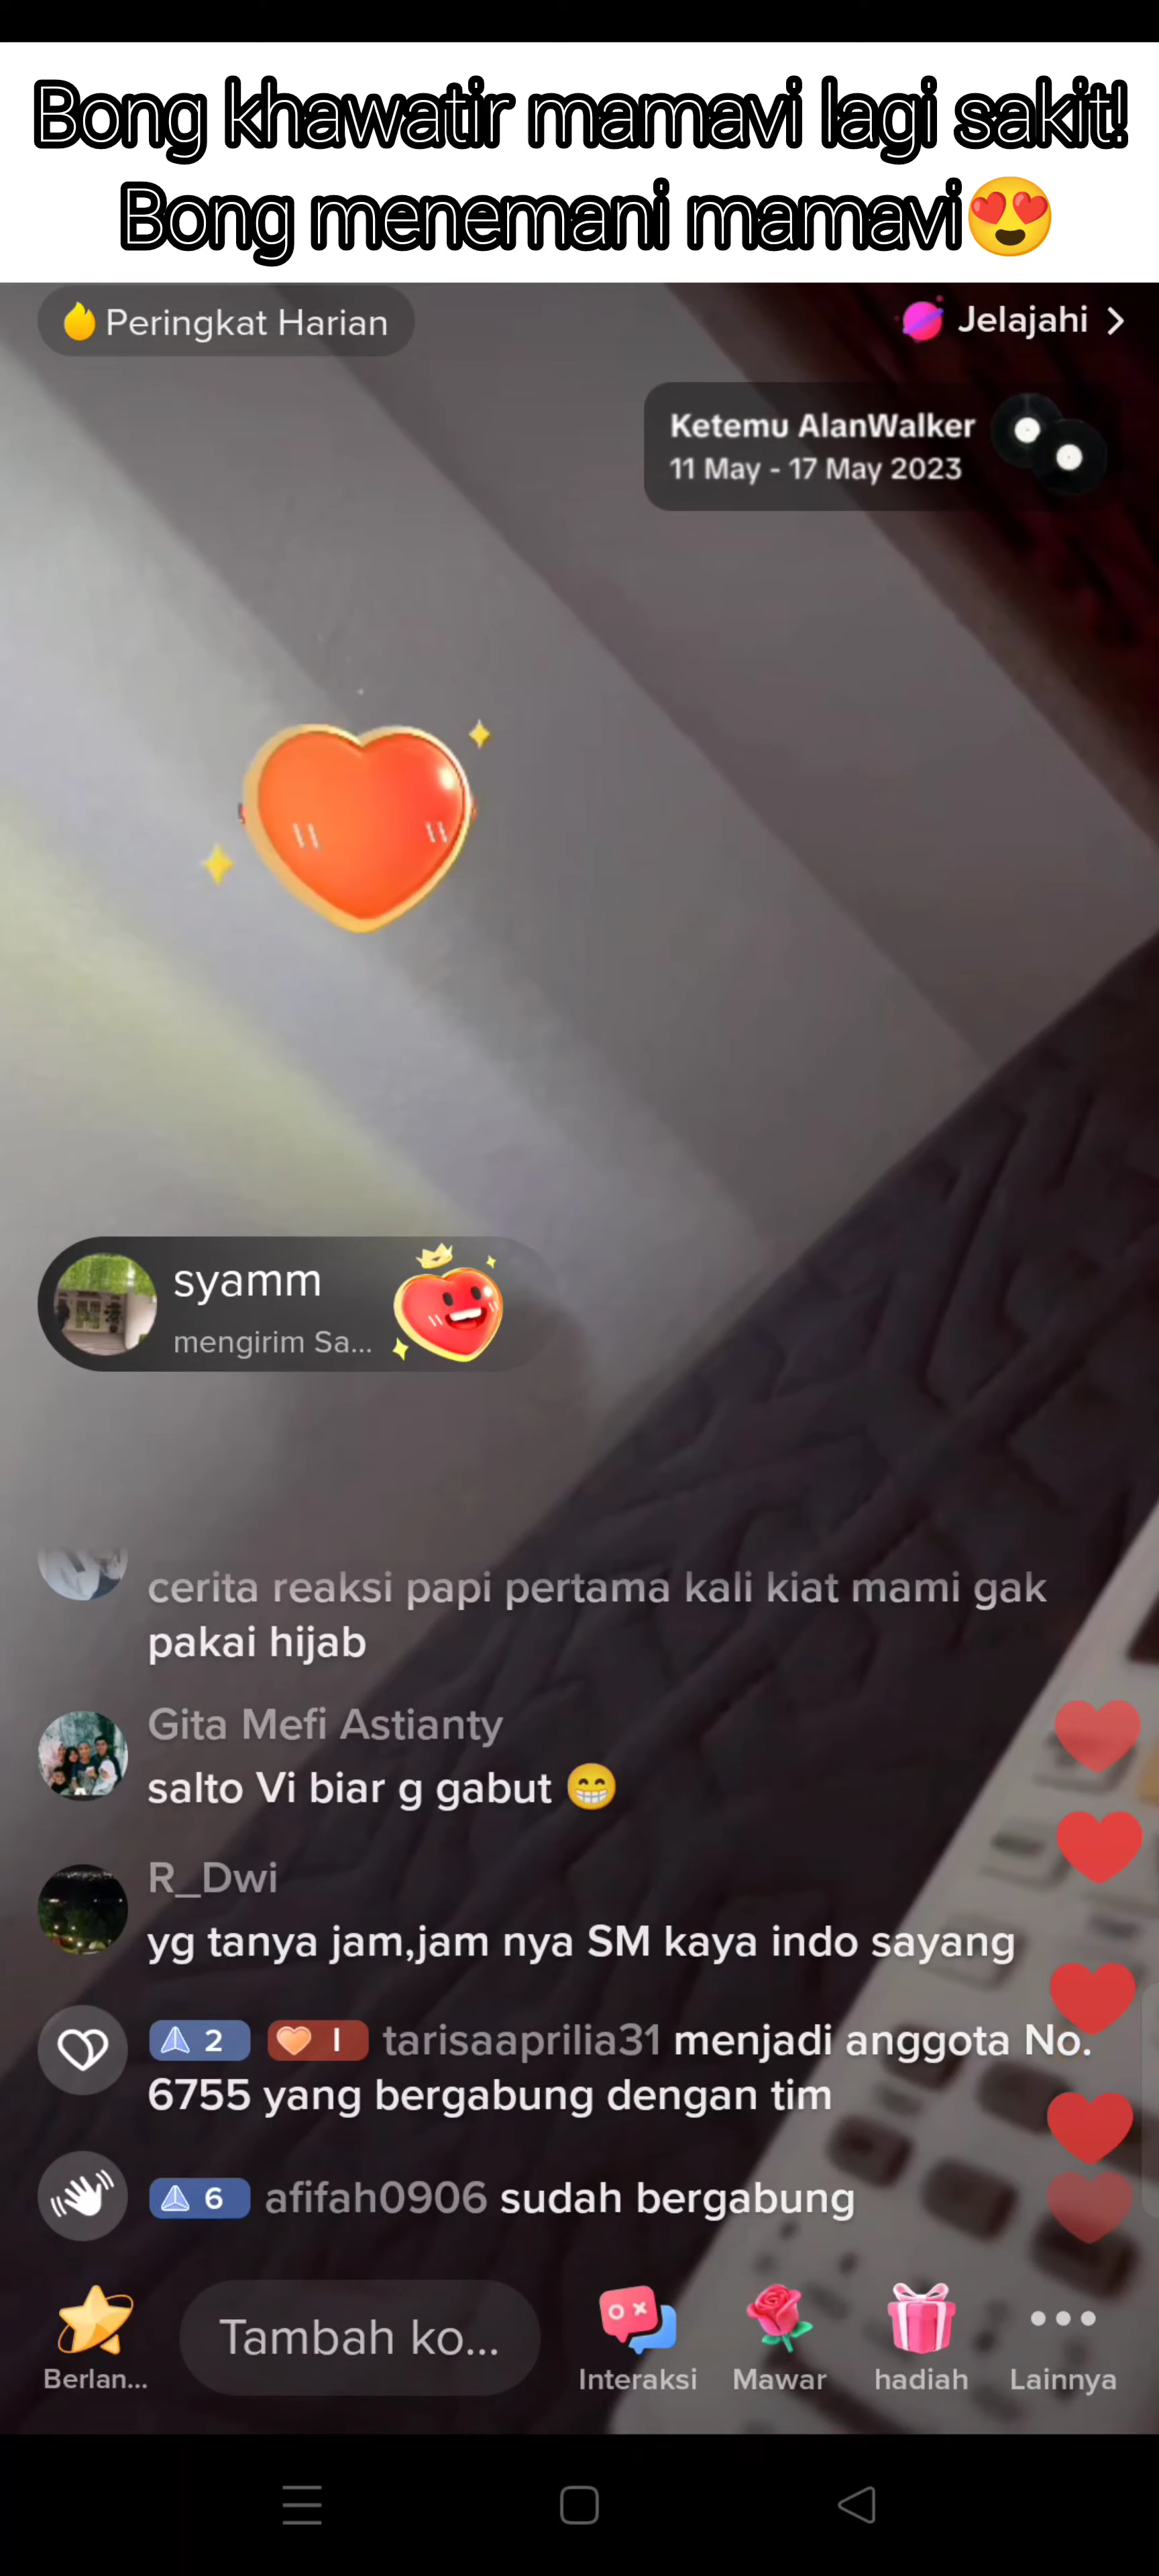 Bong khawatir mamavi lagi sakit!
Bong menemani mamavi😍
Peringkat Harian
Jelajahi >
Ketemu AlanWalker
11 May - 17 May 2023
syamm
mengirim Sa...
cerita reaksi papi pertama kali kiat mami gak
pakai hijab
Gita Mefi Astianty
salto Vi biar g gabut 😁
R_Dwi
yg tanya jam,jam nya SM kaya indo sayang
2 I tarisaaprilia31 menjadi anggota No.
6755 yang bergabung dengan tim
6 afifah0906 sudah bergabung
Tambah ko...
Berlan... Interaksi Mawar hadiah Lainnya